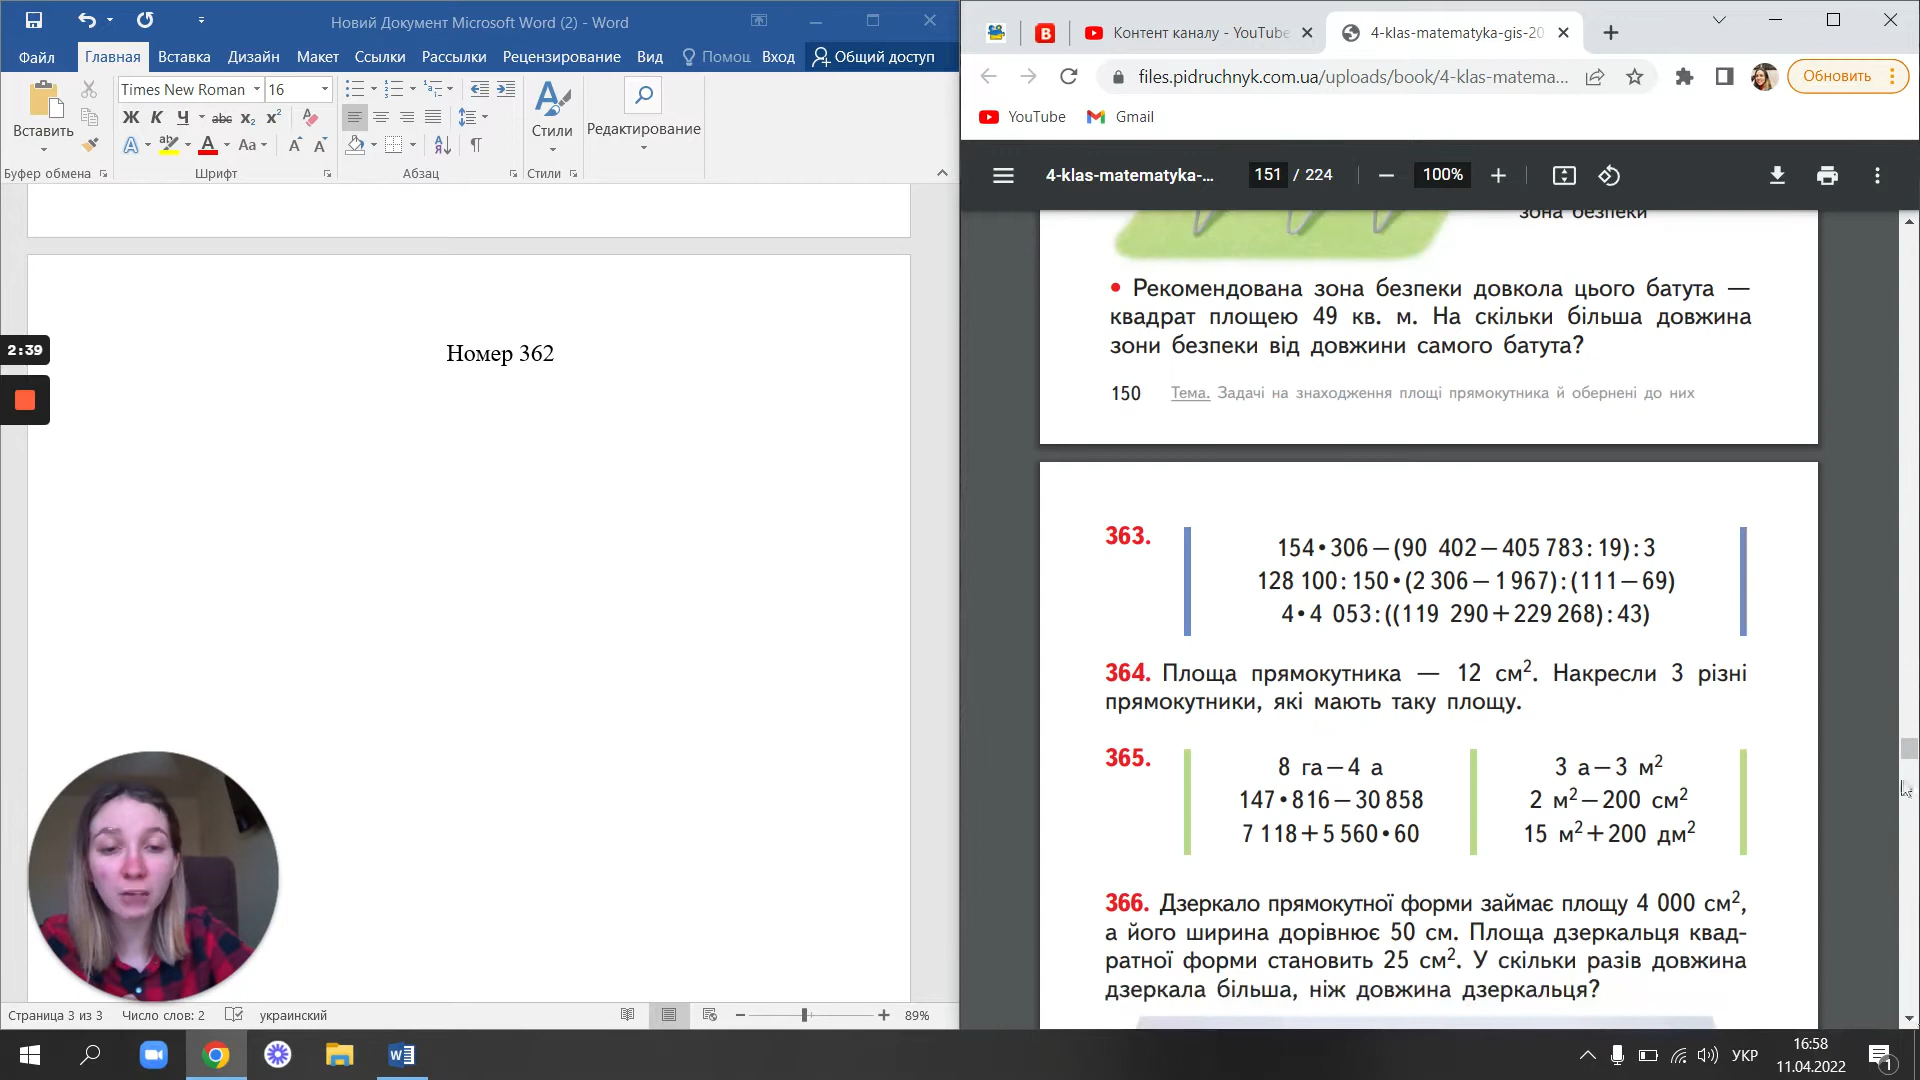 Новий Документ Microsoft Word (2) - Word
Файл Главная Вставка Дизайн Макет Ссылки Рассылки Рецензирование Вид Помощ Вход Общий доступ
Times New Roman 16
Вставить
Ж К Ч abc x₂ x²
Aa
Стили
Редактирование
Буфер обмена Шрифт Абзац Стили
Номер 362
2:39
Страница 3 из 3 Число слов: 2 украинский 89%
Контент каналу - YouTube
4-klas-matematyka-gis-20
files.pidruchnyk.com.ua/uploads/book/4-klas-matema...
Обновить
YouTube Gmail
4-klas-matematyka-... 151 / 224 100%
зона безпеки
• Рекомендована зона безпеки довкола цього батута —
квадрат площею 49 кв. м. На скільки більша довжина
зони безпеки від довжини самого батута?
150 Тема. Задачі на знаходження площі прямокутника й обернені до них
363.
154•306−(90 402−405 783:19):3
128 100:150•(2 306−1 967):(111−69)
4•4 053:((119 290+229 268):43)
364. Площа прямокутника — 12 см². Накресли 3 різні
прямокутники, які мають таку площу.
365.
8 га−4 а
147•816−30 858
7 118+5 560•60
3 а−3 м²
2 м²−200 см²
15 м²+200 дм²
366. Дзеркало прямокутної форми займає площу 4 000 см²,
а його ширина дорівнює 50 см. Площа дзеркальця квад-
ратної форми становить 25 см². У скільки разів довжина
дзеркала більша, ніж довжина дзеркальця?
УКР
16:58
11.04.2022
1